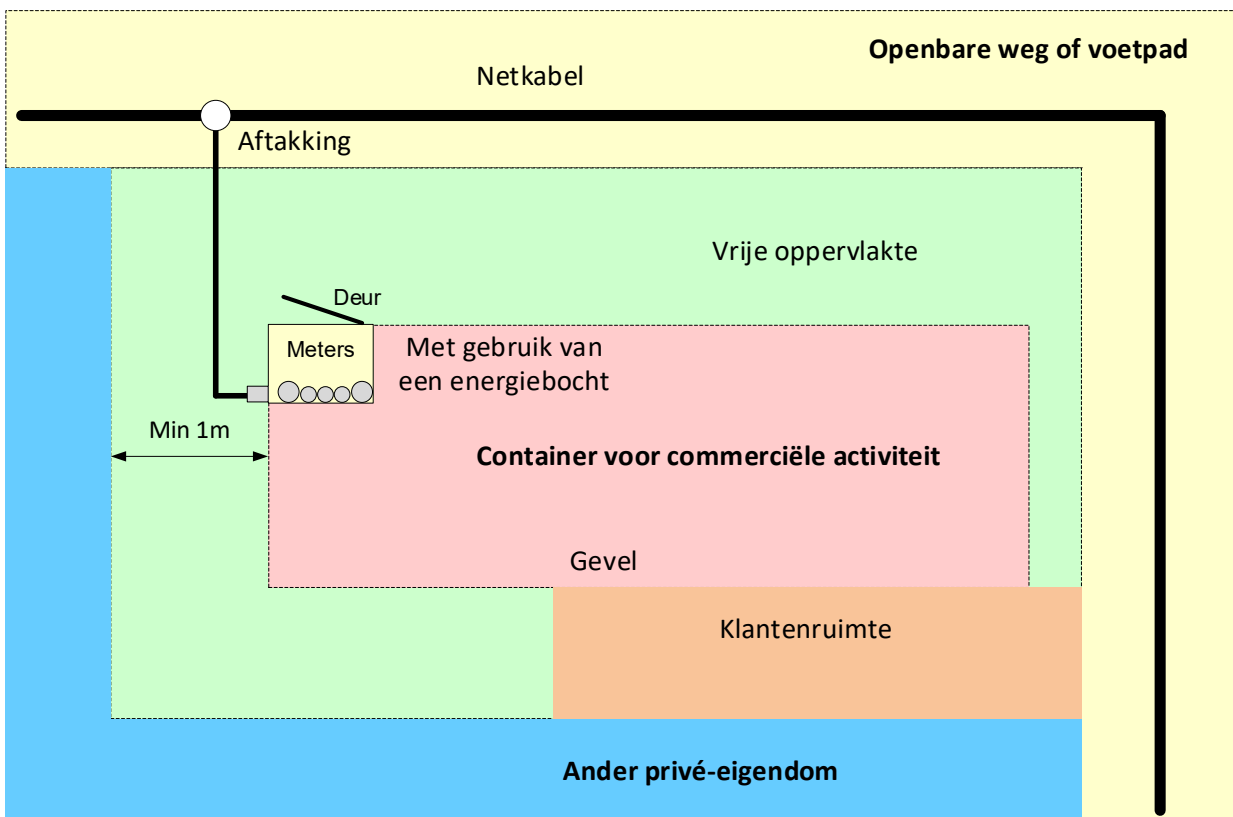 Openbare weg of voetpad
Netkabel
Aftakking
Vrije oppervlakte
Deur
Meters
Met gebruik van
een energiebocht
Min 1m
Container voor commerciële activiteit
Gevel
Klantenruimte
Ander privé-eigendom